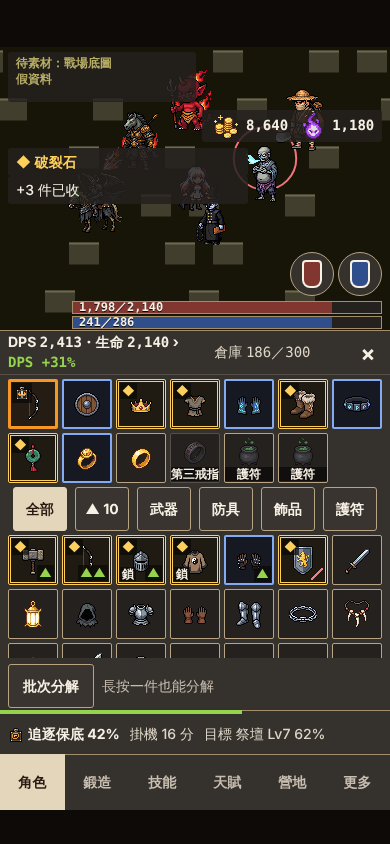 待素材：戰場底圖
假資料
8,640
1,180
◆ 破裂石
+3 件已收
1,798／2,140
241／286
DPS 2,413・生命 2,140 ›
DPS +31%
倉庫 186／300
×
第三戒指
護符
護符
全部
▲ 10
武器
防具
飾品
護符
鎖
鎖
批次分解
長按一件也能分解
追逐保底 42%
掛機 16 分
目標 祭壇 Lv7 62%
角色
鍛造
技能
天賦
營地
更多